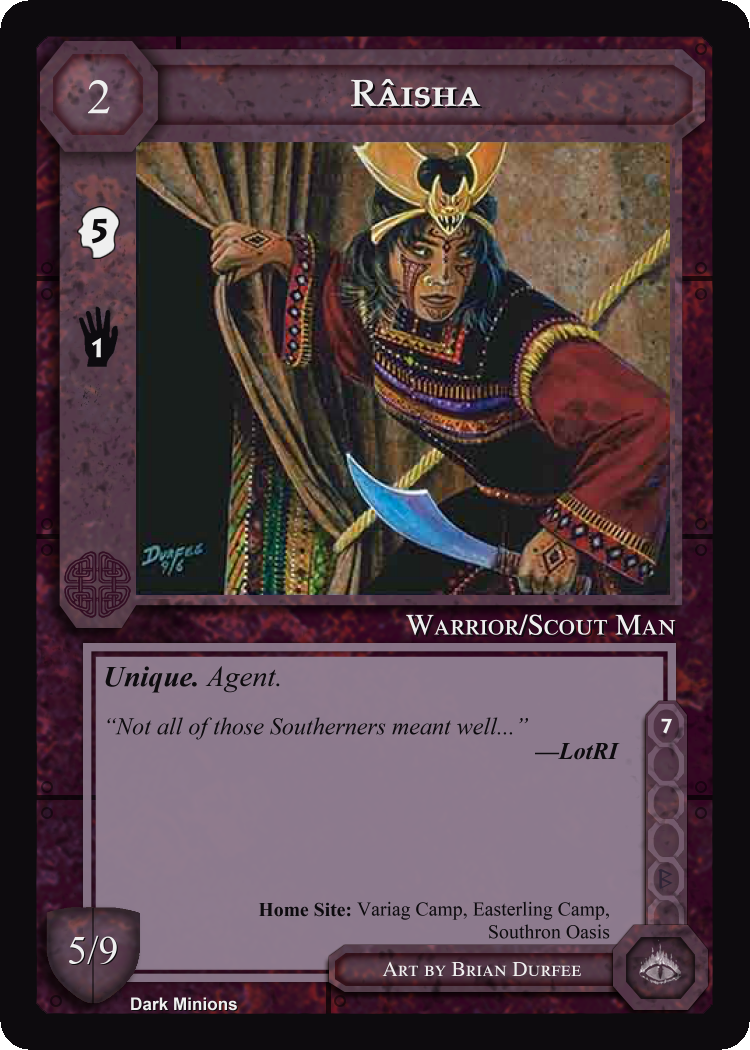 2
RÂISHA
5
1
DURFEE
9/6
WARRIOR/SCOUT MAN
Unique. Agent.
“Not all of those Southerners meant well...”
—LotRI
7
B
Home Site: Variag Camp, Easterling Camp,
Southron Oasis
5/9
ART BY BRIAN DURFEE
Dark Minions